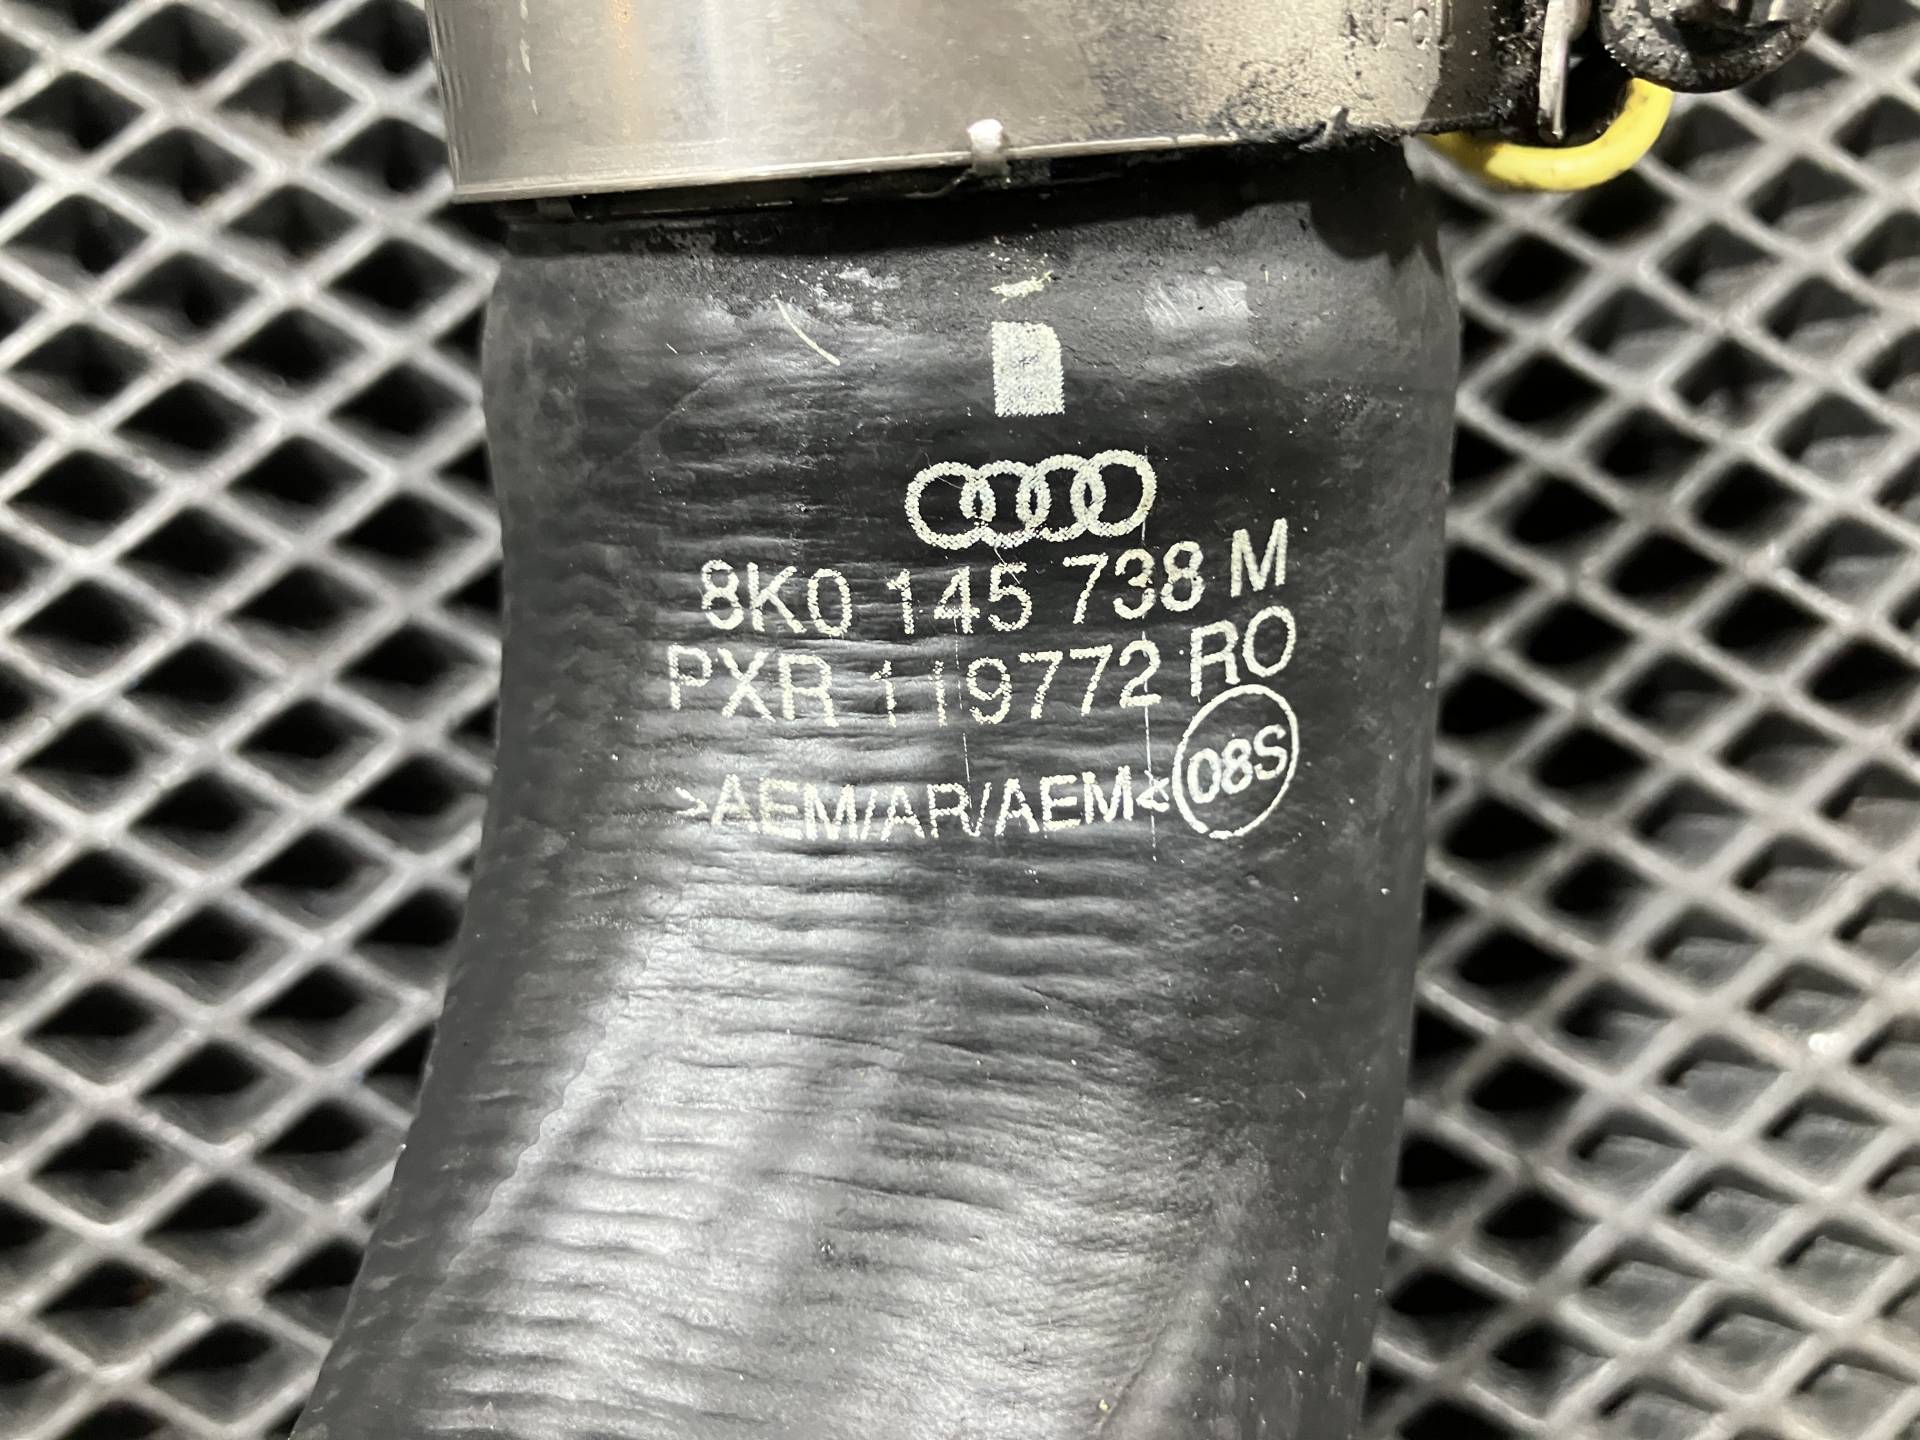 8K0 145 738 M
PXR 119772 RO
>AEM/AR/AEM< 08S